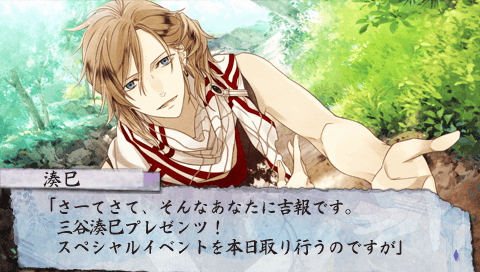 湊巳
「さーてさて、そんなあなたに吉報です。
三谷湊巳プレゼンツ！
スペシャルイベントを本日取り行うのですが」